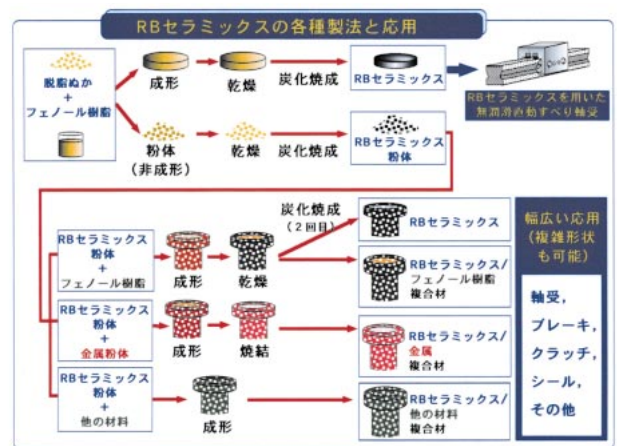 RBセラミックスの各種製法と応用
脱脂ぬか
+
フェノール樹脂
成形
乾燥
炭化焼成
RBセラミックス
RBセラミックスを用いた
無潤滑直動すべり軸受
粉体
(非成形)
乾燥
炭化焼成
RBセラミックス
粉体
RBセラミックス
粉体
+
フェノール樹脂
成形
乾燥
炭化焼成
(2回目)
RBセラミックス
RBセラミックス/
フェノール樹脂
複合材
RBセラミックス
粉体
+
金属粉体
成形
焼結
RBセラミックス/
金属
複合材
RBセラミックス
粉体
+
他の材料
成形
RBセラミックス/
他の材料
複合材
幅広い応用
(複雑形状
も可能)
軸受,
ブレーキ,
クラッチ,
シール,
その他